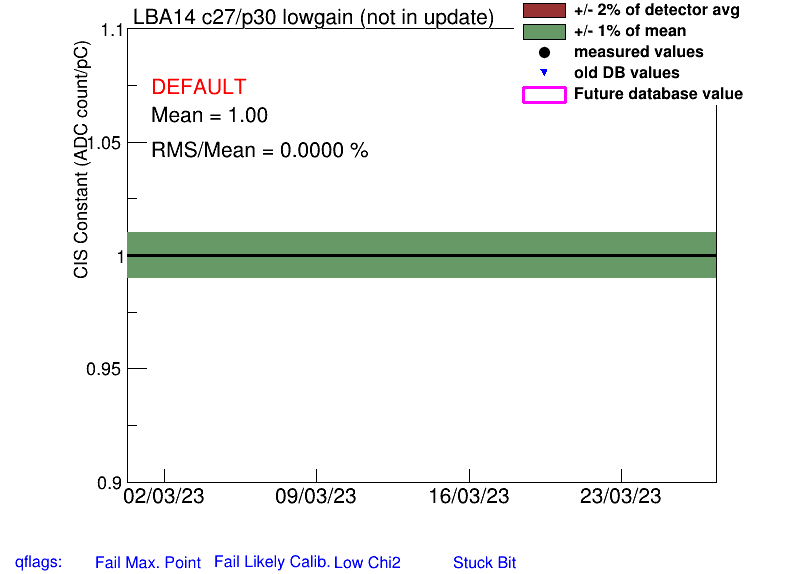 LBA14 c27/p30 lowgain (not in update)
+/- 2% of detector avg
+/- 1% of mean
measured values
old DB values
Future database value
DEFAULT
Mean = 1.00
RMS/Mean = 0.0000 %
CIS Constant (ADC count/pC)
1.1
1.05
1
0.95
0.9
02/03/23 09/03/23 16/03/23 23/03/23
qflags: Fail Max. Point Fail Likely Calib. Low Chi2 Stuck Bit